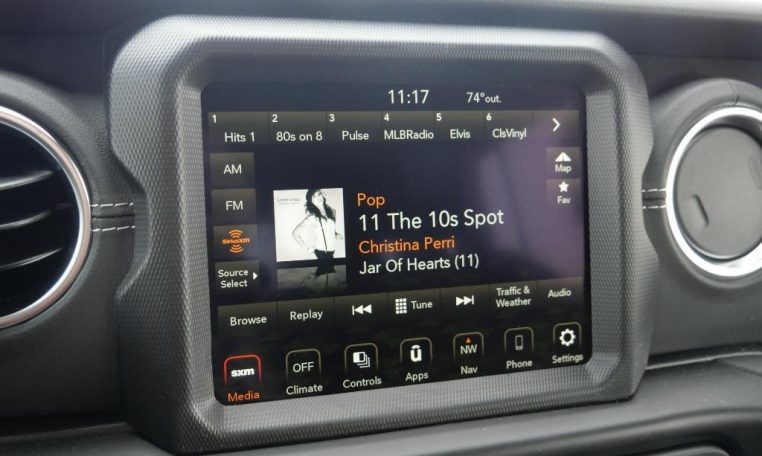 11:17 74°out.
1 Hits 1 2 80s on 8 3 Pulse 4 MLBRadio 5 Elvis 6 ClsVinyl
AM
Map
FM
Fav
SiriusXM
Source Select
Pop
11 The 10s Spot
Christina Perri
Jar Of Hearts (11)
Browse Replay Tune Traffic & Weather Audio
sxm OFF NW
Media Climate Controls Apps Nav Phone Settings